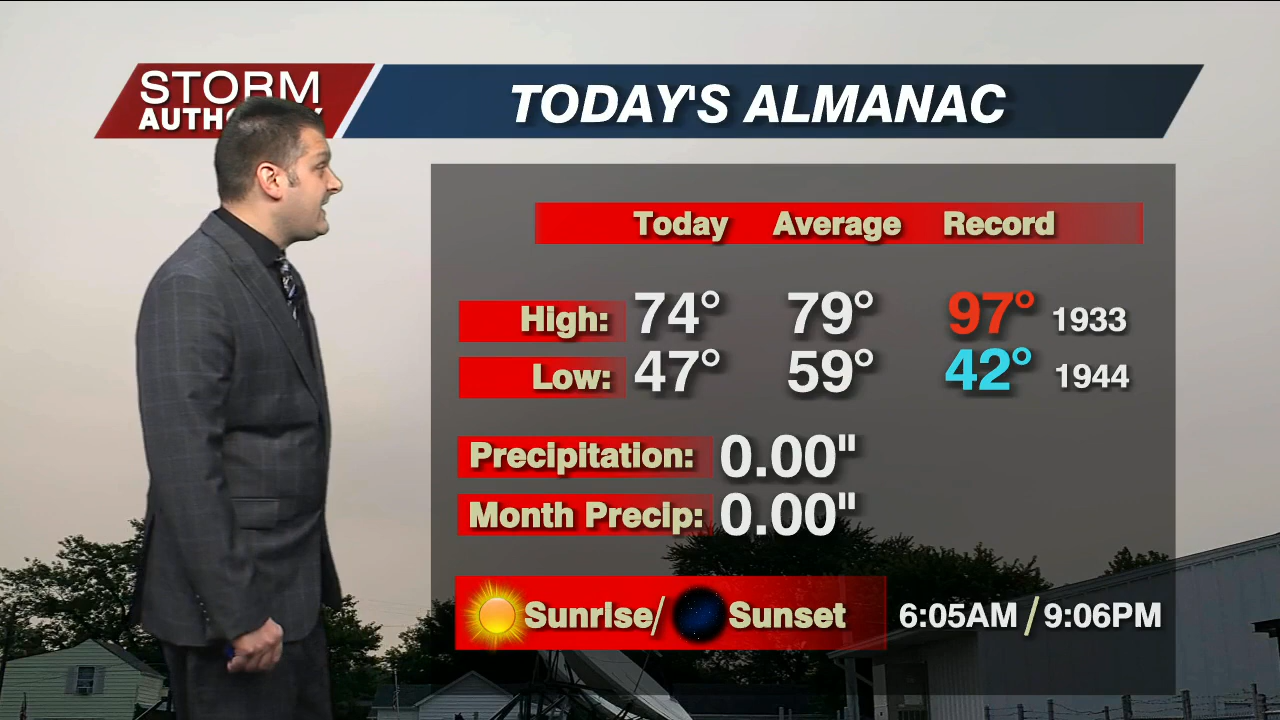 STORM
TODAY'S ALMANAC
Today Average Record
High: 74° 79° 97° 1933
Low: 47° 59° 42° 1944
Precipitation: 0.00"
Month Precip: 0.00"
Sunrise/ Sunset 6:05AM / 9:06PM